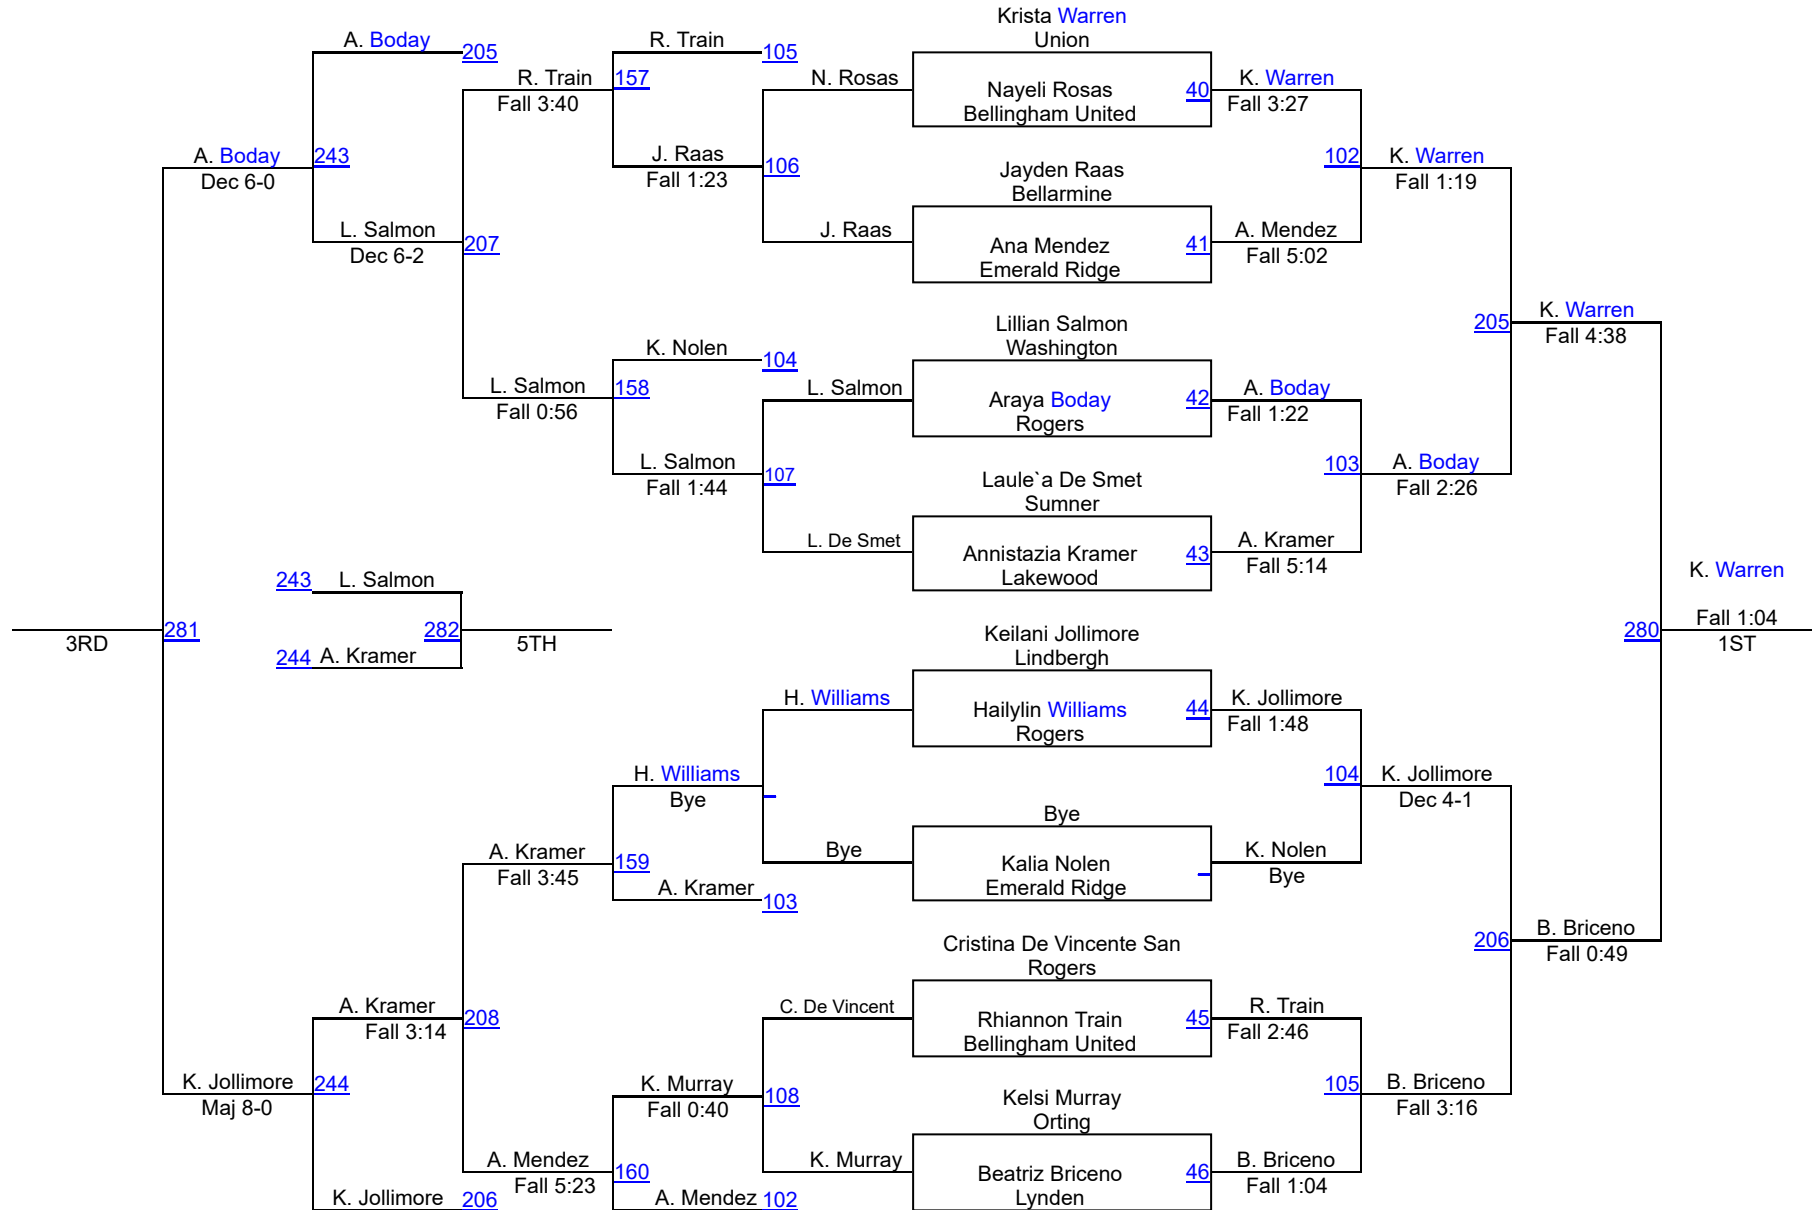 Krista Warren
A. Boday
R. Train
Union
205
105
R. Train
157
N. Rosas
Nayeli Rosas
40
K. Warren
Fall 3:40
Bellingham United
Fall 3:27
A. Boday
243
J. Raas
106
Jayden Raas
102
K. Warren
Dec 6-0
Fall 1:23
Bellarmine
Fall 1:19
L. Salmon
207
J. Raas
Ana Mendez
41
A. Mendez
Dec 6-2
Emerald Ridge
Fall 5:02
Lillian Salmon
205
K. Warren
K. Nolen
104
Washington
Fall 4:38
L. Salmon
158
L. Salmon
Araya Boday
42
A. Boday
Fall 0:56
Rogers
Fall 1:22
L. Salmon
107
Laule`a De Smet
103
A. Boday
Fall 1:44
Sumner
Fall 2:26
L. De Smet
Annistazia Kramer
43
A. Kramer
243
L. Salmon
Lakewood
Fall 5:14
K. Warren
3RD
281
282
5TH
Keilani Jollimore
280
Fall 1:04
244
A. Kramer
Lindbergh
1ST
H. Williams
Hailylin Williams
44
K. Jollimore
Rogers
Fall 1:48
H. Williams
104
K. Jollimore
Bye
Bye
Dec 4-1
A. Kramer
159
Bye
Kalia Nolen
K. Nolen
Fall 3:45
A. Kramer
103
Emerald Ridge
Bye
Cristina De Vincente San
206
B. Briceno
Rogers
Fall 0:49
A. Kramer
208
C. De Vincent
Rhiannon Train
45
R. Train
Fall 3:14
Bellingham United
Fall 2:46
K. Jollimore
244
K. Murray
108
Kelsi Murray
105
B. Briceno
Maj 8-0
Fall 0:40
Orting
Fall 3:16
A. Mendez
160
K. Murray
Beatriz Briceno
46
B. Briceno
K. Jollimore
206
Fall 5:23
A. Mendez
102
Lynden
Fall 1:04